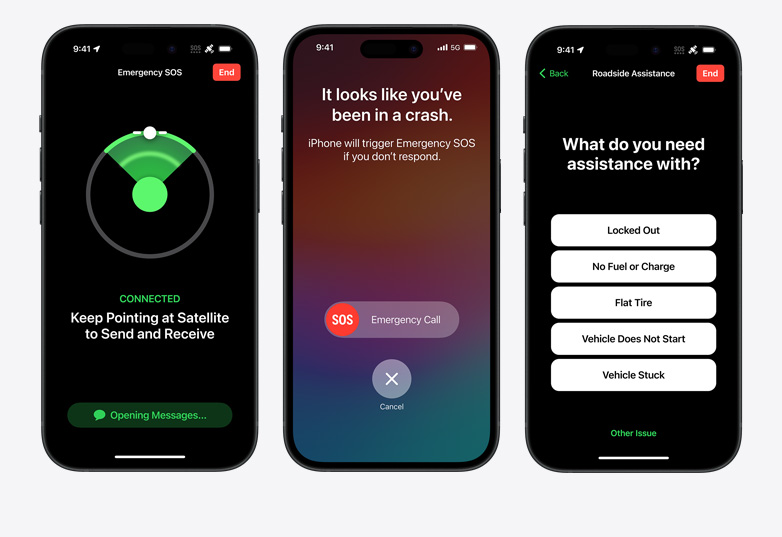 9:41
SOS
Emergency SOS
End
CONNECTED
Keep Pointing at Satellite
to Send and Receive
Opening Messages...
9:41
5G
It looks like you’ve
been in a crash.
iPhone will trigger Emergency SOS
if you don’t respond.
SOS
Emergency Call
Cancel
9:41
SOS
Back
Roadside Assistance
End
What do you need
assistance with?
Locked Out
No Fuel or Charge
Flat Tire
Vehicle Does Not Start
Vehicle Stuck
Other Issue